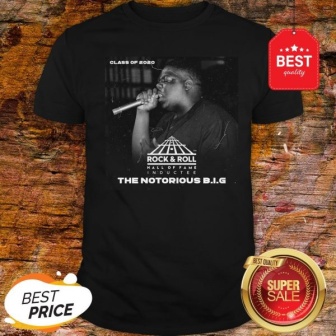 CLASS OF 2020
ROCK & ROLL
HALL OF FAME
INDUCTEE
THE NOTORIOUS B.I.G
BEST
quality
BEST
PRICE
BEST QUALITY
SUPER
SALE